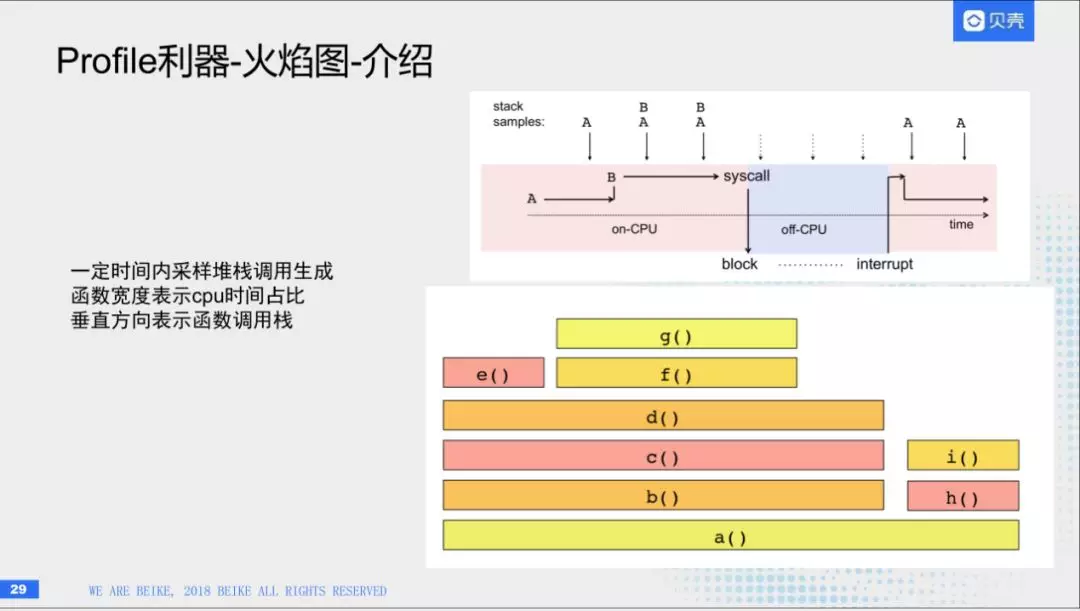 贝壳
Profile利器-火焰图-介绍
stack
samples:
A
B
A
B
A
A
A
B
syscall
A
on-CPU
off-CPU
time
block
interrupt
一定时间内采样堆栈调用生成
函数宽度表示cpu时间占比
垂直方向表示函数调用栈
g()
e()
f()
d()
c()
i()
b()
h()
a()
29
WE ARE BEIKE, 2018 BEIKE ALL RIGHTS RESERVED